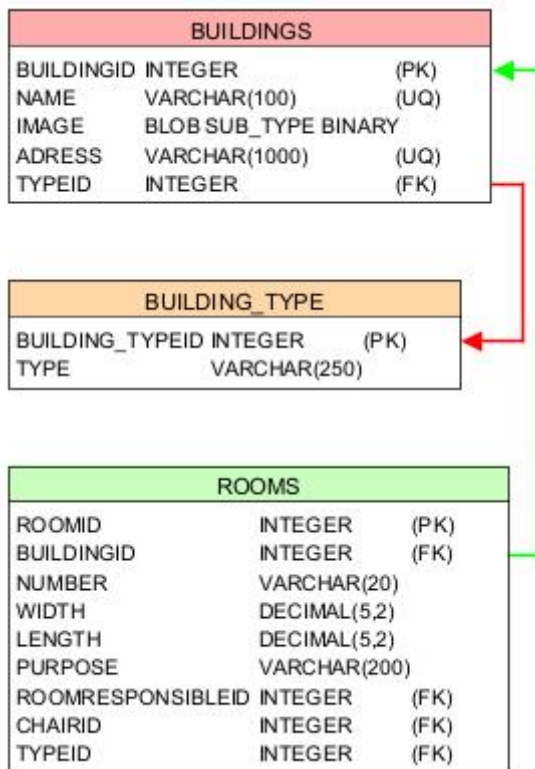 BUILDINGS
BUILDINGID INTEGER (PK)
NAME VARCHAR(100) (UQ)
IMAGE BLOB SUB_TYPE BINARY
ADRESS VARCHAR(1000) (UQ)
TYPEID INTEGER (FK)
BUILDING_TYPE
BUILDING_TYPEID INTEGER (PK)
TYPE VARCHAR(250)
ROOMS
ROOMID INTEGER (PK)
BUILDINGID INTEGER (FK)
NUMBER VARCHAR(20)
WIDTH DECIMAL(5,2)
LENGTH DECIMAL(5,2)
PURPOSE VARCHAR(200)
ROOMRESPONSIBLEID INTEGER (FK)
CHAIRID INTEGER (FK)
TYPEID INTEGER (FK)